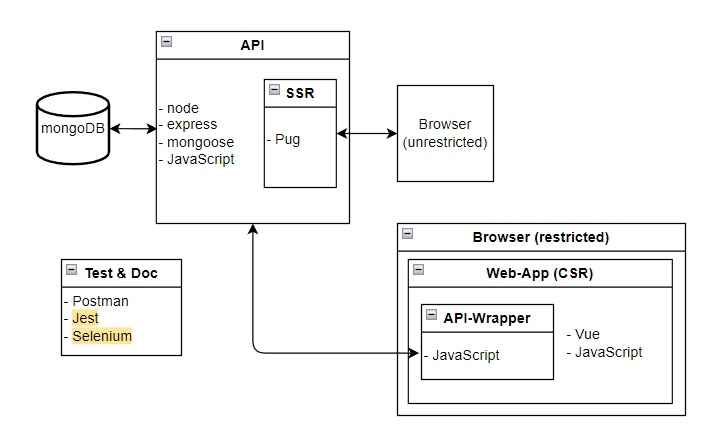 API
- node
- express
- mongoose
- JavaScript
SSR
- Pug
mongoDB
Browser
(unrestricted)
Test & Doc
- Postman
- Jest
- Selenium
Browser (restricted)
Web-App (CSR)
API-Wrapper
- JavaScript
- Vue
- JavaScript